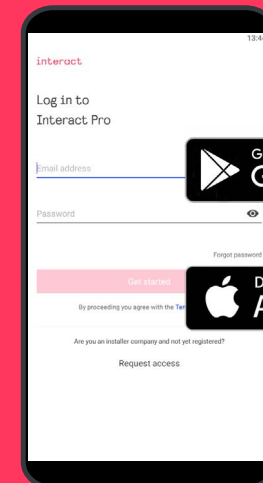 13:4
interact
Log in to
Interact Pro
G
Email address
G
Password
Forgot password
D
Get started
A
By proceeding you agree with the Ter
Are you an installer company and not yet registered?
Request access